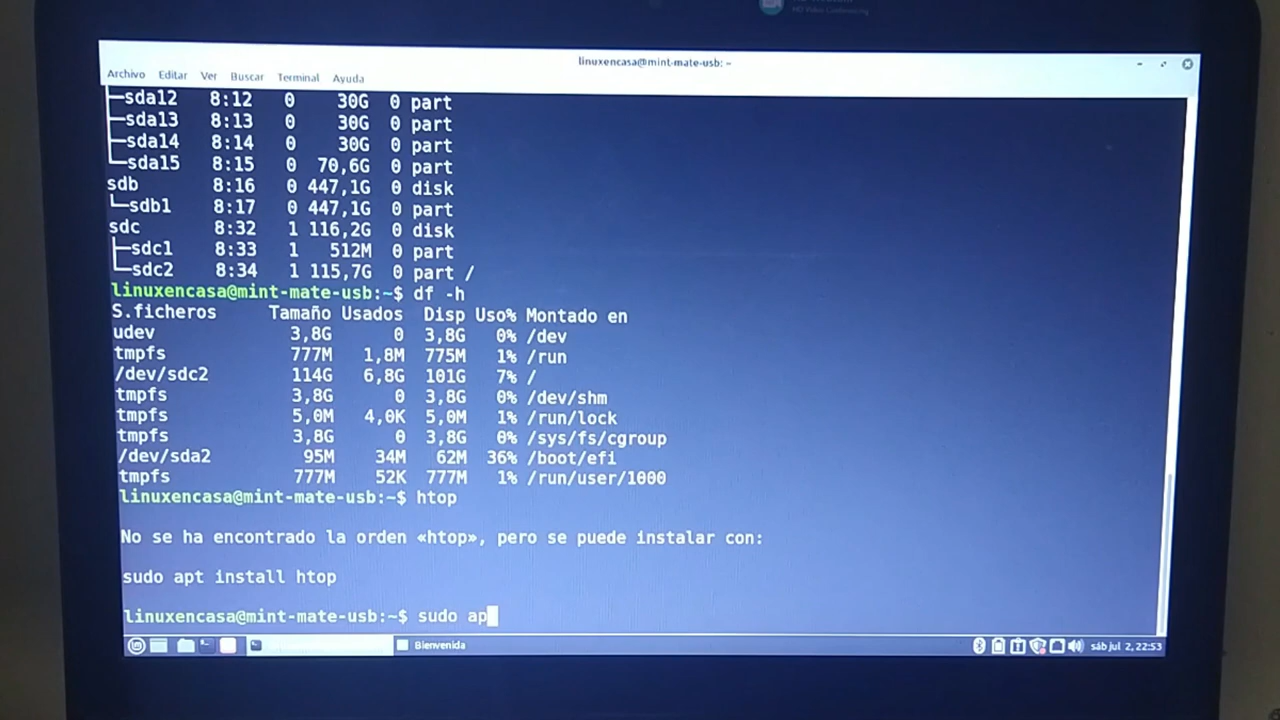 HD Video Conferencing
linuxencasa@mint-mate-usb: ~
Archivo Editar Ver Buscar Terminal Ayuda
├─sda12 8:12 0 30G 0 part
├─sda13 8:13 0 30G 0 part
├─sda14 8:14 0 30G 0 part
└─sda15 8:15 0 70,6G 0 part
sdb 8:16 0 447,1G 0 disk
└─sdb1 8:17 0 447,1G 0 part
sdc 8:32 1 116,2G 0 disk
├─sdc1 8:33 1 512M 0 part
└─sdc2 8:34 1 115,7G 0 part /
linuxencasa@mint-mate-usb:~$ df -h
S.ficheros Tamaño Usados Disp Uso% Montado en
udev 3,8G 0 3,8G 0% /dev
tmpfs 777M 1,8M 775M 1% /run
/dev/sdc2 114G 6,8G 101G 7% /
tmpfs 3,8G 0 3,8G 0% /dev/shm
tmpfs 5,0M 4,0K 5,0M 1% /run/lock
tmpfs 3,8G 0 3,8G 0% /sys/fs/cgroup
/dev/sda2 95M 34M 62M 36% /boot/efi
tmpfs 777M 52K 777M 1% /run/user/1000
linuxencasa@mint-mate-usb:~$ htop
No se ha encontrado la orden «htop», pero se puede instalar con:
sudo apt install htop
linuxencasa@mint-mate-usb:~$ sudo ap
Bienvenida
sáb jul 2, 22:53